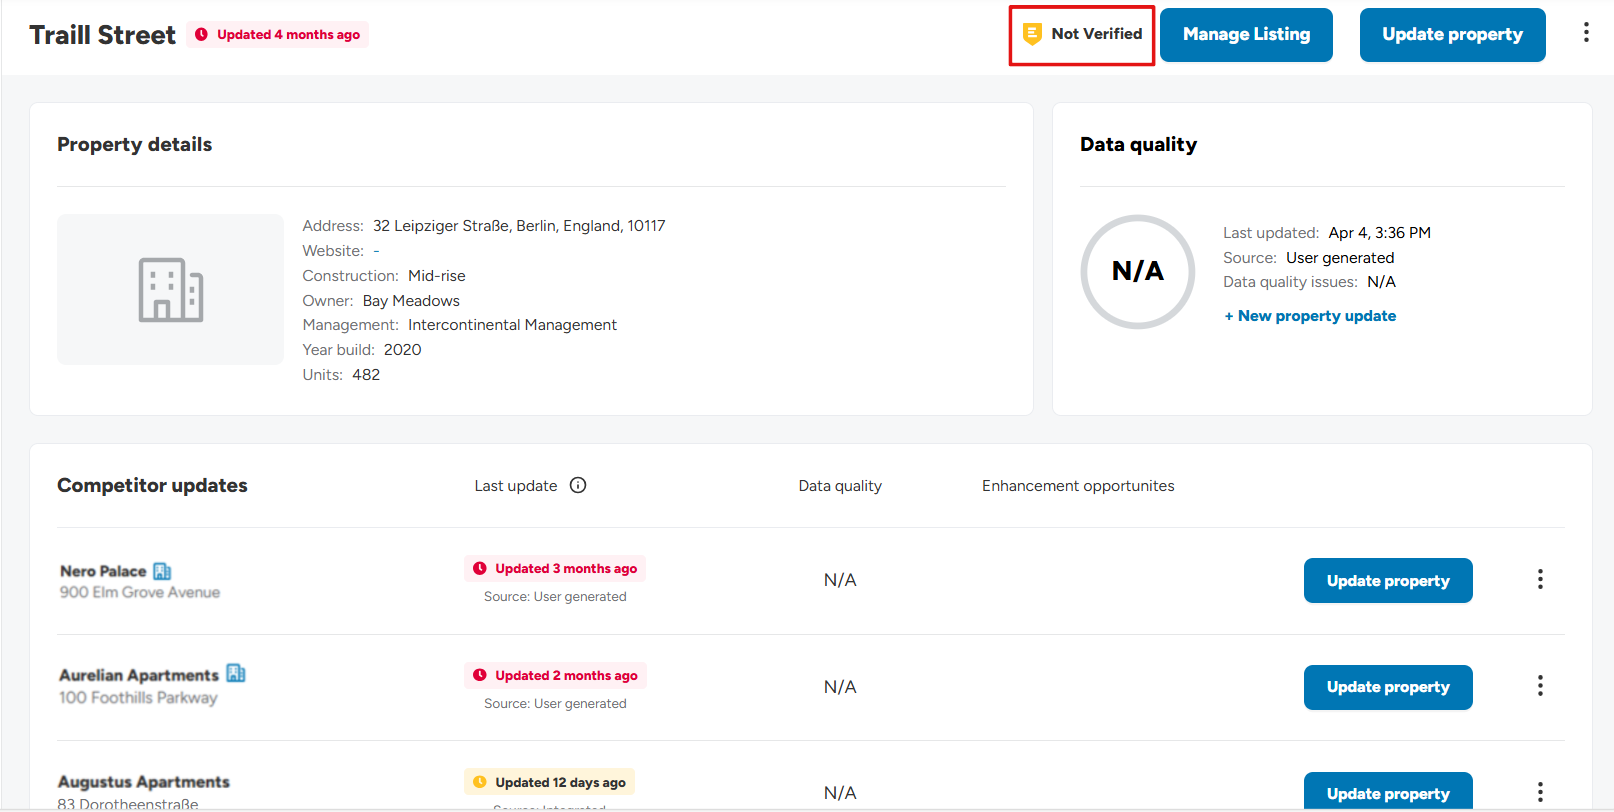 Traill Street
Updated 4 months ago
Not Verified
Manage Listing
Update property
Property details
Address: 32 Leipziger Straße, Berlin, England, 10117
Website: -
Construction: Mid-rise
Owner: Bay Meadows
Management: Intercontinental Management
Year build: 2020
Units: 482
Data quality
N/A
Last updated: Apr 4, 3:36 PM
Source: User generated
Data quality issues: N/A
+ New property update
Competitor updates
Last update
Data quality
Enhancement opportunites
Nero Palace
900 Elm Grove Avenue
Updated 3 months ago
Source: User generated
N/A
Update property
Aurelian Apartments
100 Foothills Parkway
Updated 2 months ago
Source: User generated
N/A
Update property
Augustus Apartments
83 Dorotheenstraße
Updated 12 days ago
Source: Integrated
N/A
Update property